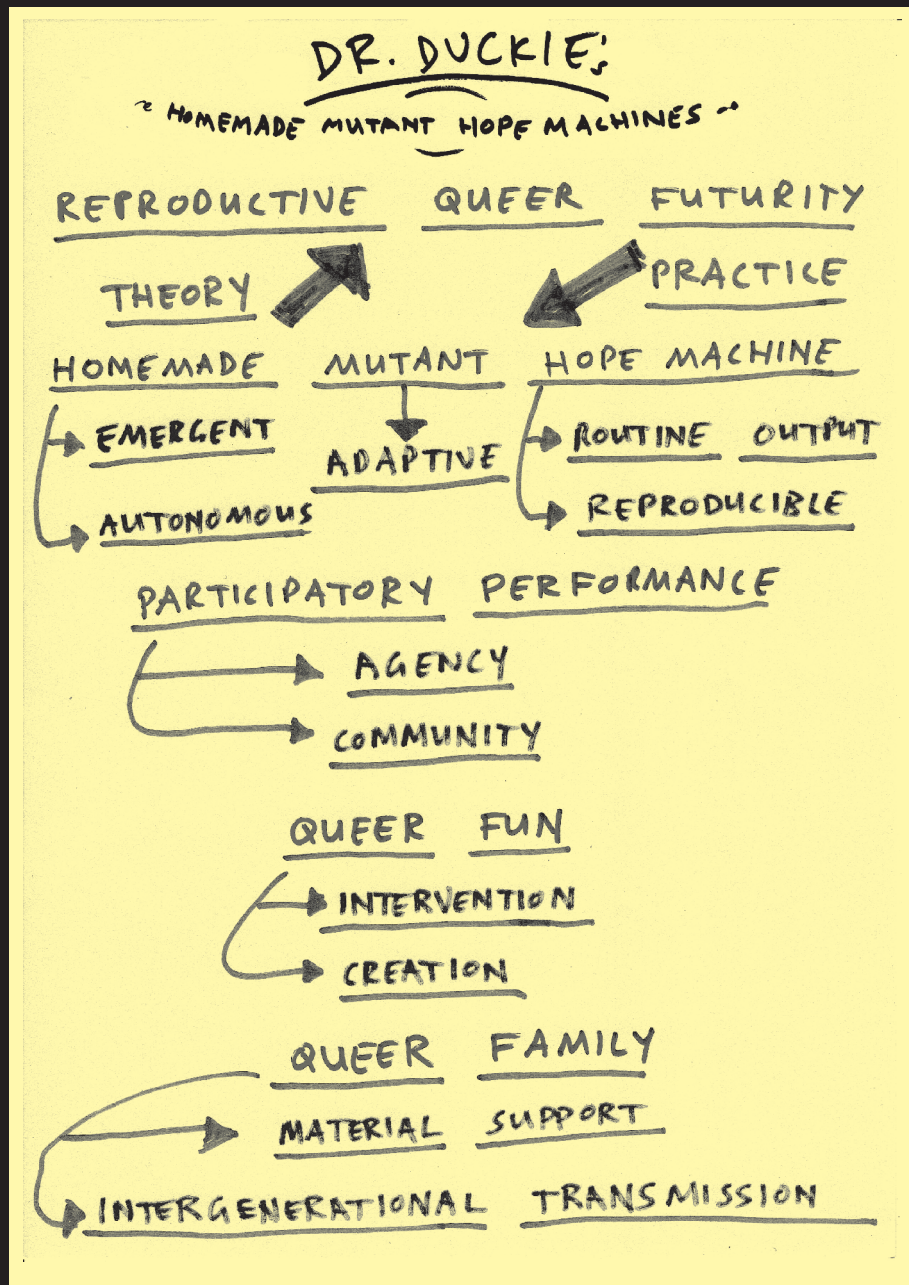 DR. DUCKIE's
~ HOMEMADE MUTANT HOPE MACHINES ~
REPRODUCTIVE QUEER FUTURITY
THEORY PRACTICE
HOMEMADE MUTANT HOPE MACHINE
EMERGENT ADAPTIVE ROUTINE OUTPUT
AUTONOMOUS REPRODUCIBLE
PARTICIPATORY PERFORMANCE
AGENCY
COMMUNITY
QUEER FUN
INTERVENTION
CREATION
QUEER FAMILY
MATERIAL SUPPORT
INTERGENERATIONAL TRANSMISSION